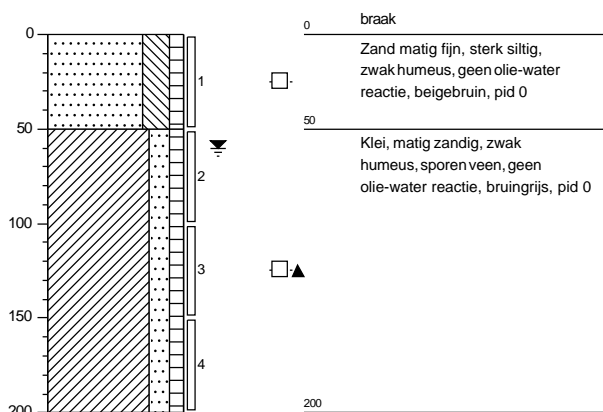 0
50
100
150
200
1
2
3
4
0
braak
Zand matig fijn, sterk siltig,
zwak humeus, geen olie-water
reactie, beigebruin, pid 0
50
Klei, matig zandig, zwak
humeus, sporen veen, geen
olie-water reactie, bruingrijs, pid 0
200